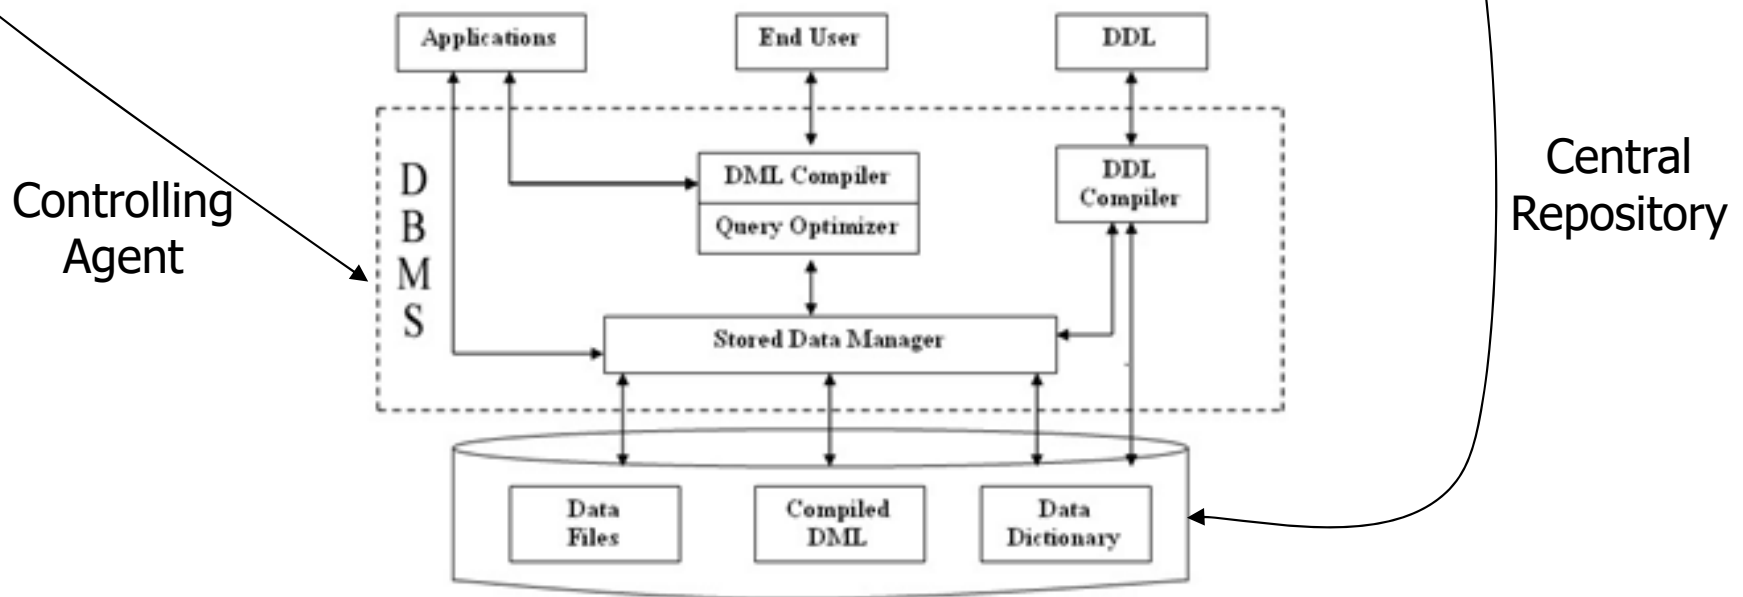 Applications
End User
DDL
Controlling
Agent
D
B
M
S
DML Compiler
Query Optimizer
DDL
Compiler
Central
Repository
Stored Data Manager
Data
Files
Compiled
DML
Data
Dictionary